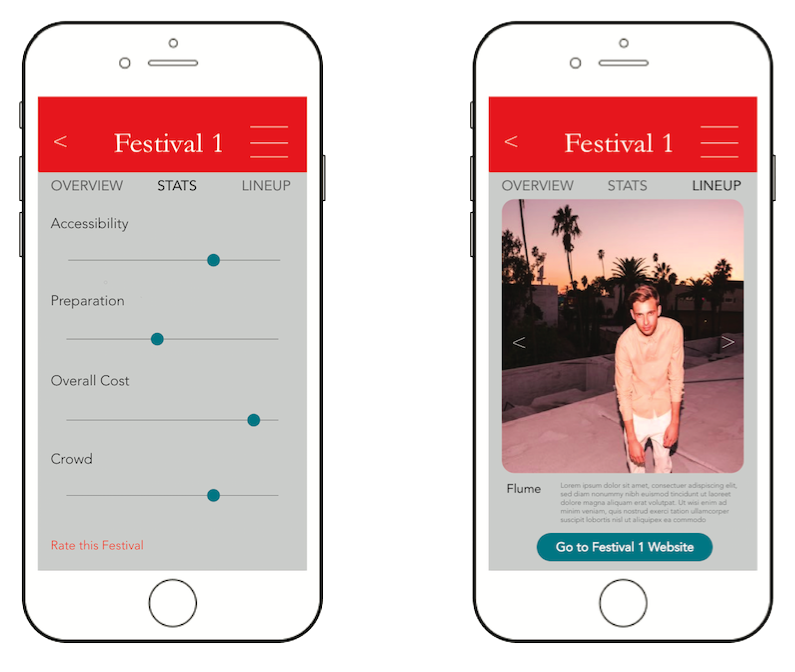 < Festival 1
OVERVIEW STATS LINEUP
Accessibility
Preparation
Overall Cost
Crowd
Rate this Festival
< Festival 1
OVERVIEW STATS LINEUP
< >
Flume
Lorem ipsum dolor sit amet, consectuer adipiscing elit,
sed diam nonummy nibh euismod tincidunt ut laoreet
dolore magna aliquam erat volutpat. Ut wisi enim ad
minim veniam, quis nostrud exerci tation ullamcorper
suscipit lobortis nisl ut aliquipex ea commodo
Go to Festival 1 Website